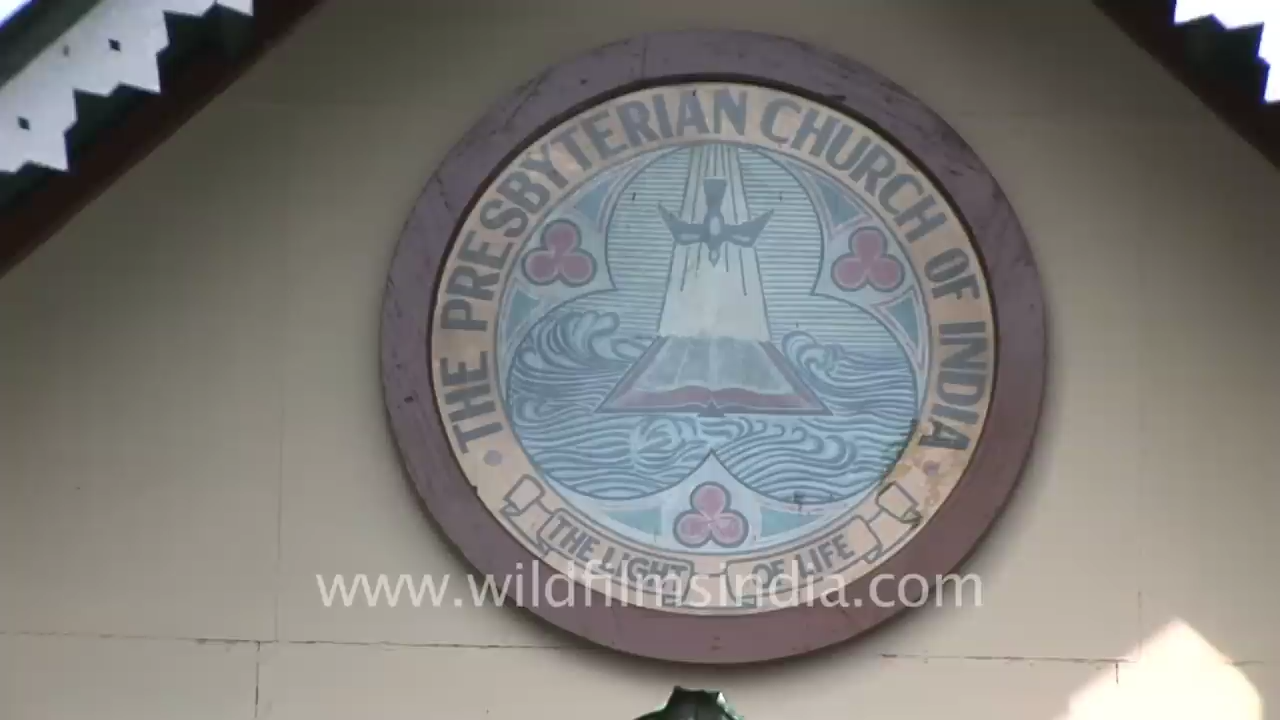 THE PRESBYTERIAN CHURCH OF INDIA
THE LIGHT OF LIFE
www.wildfilmsindia.com